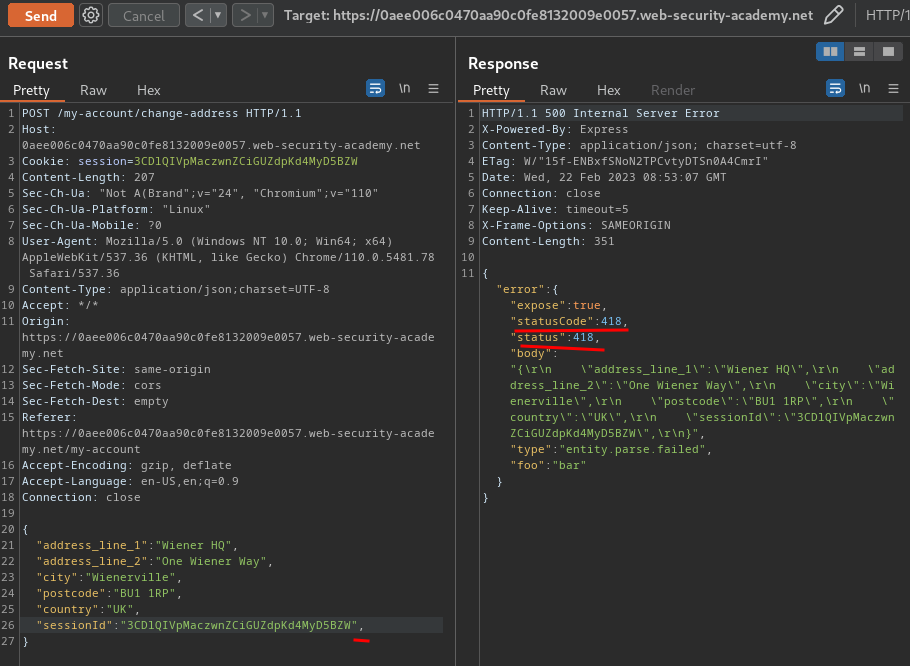 Send
Cancel
Target: https://0aee006c0470aa90c0fe8132009e0057.web-security-academy.net
HTTP/1
Request
Pretty
Raw
Hex
\n
1 POST /my-account/change-address HTTP/1.1
2 Host:
0aee006c0470aa90c0fe8132009e0057.web-security-academy.net
3 Cookie: session=3CDlQIVpMaczwnZCiGUZdpKd4MyD5BZW
4 Content-Length: 207
5 Sec-Ch-Ua: "Not A(Brand";v="24", "Chromium";v="110"
6 Sec-Ch-Ua-Platform: "Linux"
7 Sec-Ch-Ua-Mobile: ?0
8 User-Agent: Mozilla/5.0 (Windows NT 10.0; Win64; x64)
AppleWebKit/537.36 (KHTML, like Gecko) Chrome/110.0.5481.78
Safari/537.36
9 Content-Type: application/json;charset=UTF-8
10 Accept: */*
11 Origin:
https://0aee006c0470aa90c0fe8132009e0057.web-security-acade
my.net
12 Sec-Fetch-Site: same-origin
13 Sec-Fetch-Mode: cors
14 Sec-Fetch-Dest: empty
15 Referer:
https://0aee006c0470aa90c0fe8132009e0057.web-security-acade
my.net/my-account
16 Accept-Encoding: gzip, deflate
17 Accept-Language: en-US,en;q=0.9
18 Connection: close
19
20 {
21 "address_line_1":"Wiener HQ",
22 "address_line_2":"One Wiener Way",
23 "city":"Wienerville",
24 "postcode":"BU1 1RP",
25 "country":"UK",
26 "sessionId":"3CDlQIVpMaczwnZCiGUZdpKd4MyD5BZW",
27 }
Response
Pretty
Raw
Hex
Render
\n
1 HTTP/1.1 500 Internal Server Error
2 X-Powered-By: Express
3 Content-Type: application/json; charset=utf-8
4 ETag: W/"15f-ENBxfSNoN2TPCvtyDTSn0A4CmrI"
5 Date: Wed, 22 Feb 2023 08:53:07 GMT
6 Connection: close
7 Keep-Alive: timeout=5
8 X-Frame-Options: SAMEORIGIN
9 Content-Length: 351
10
11 {
"error":{
"expose":true,
"statusCode":418,
"status":418,
"body":
"{\r\n    \"address_line_1\":\"Wiener HQ\",\r\n    \"ad
dress_line_2\":\"One Wiener Way\",\r\n    \"city\":\"Wi
enerville\",\r\n    \"postcode\":\"BU1 1RP\",\r\n    \"
country\":\"UK\",\r\n    \"sessionId\":\"3CDlQIVpMaczwn
ZCiGUZdpKd4MyD5BZW\",\r\n}",
"type":"entity.parse.failed",
"foo":"bar"
}
}